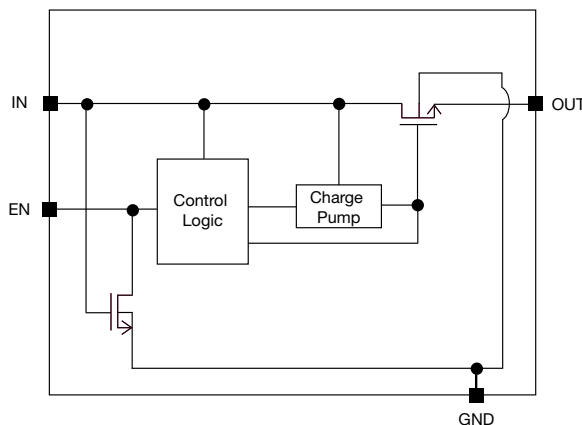 IN
OUT
EN
Control
Logic
Charge
Pump
GND